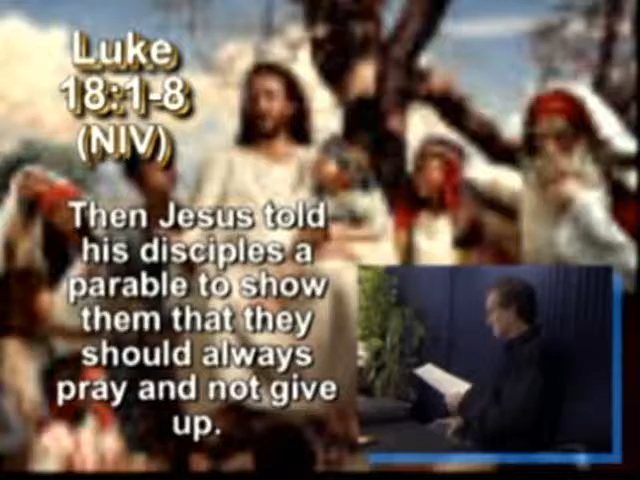 Luke
18:1-8
(NIV)
Then Jesus told
his disciples a
parable to show
them that they
should always
pray and not give
up.